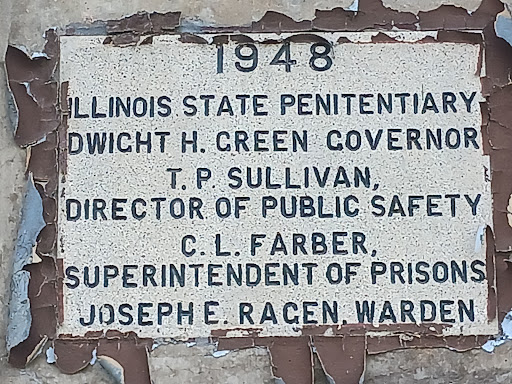 1948
ILLINOIS STATE PENITENTIARY
DWIGHT H. GREEN GOVERNOR
T. P. SULLIVAN,
DIRECTOR OF PUBLIC SAFETY
C. L. FARBER,
SUPERINTENDENT OF PRISONS
JOSEPH E. RAGEN, WARDEN